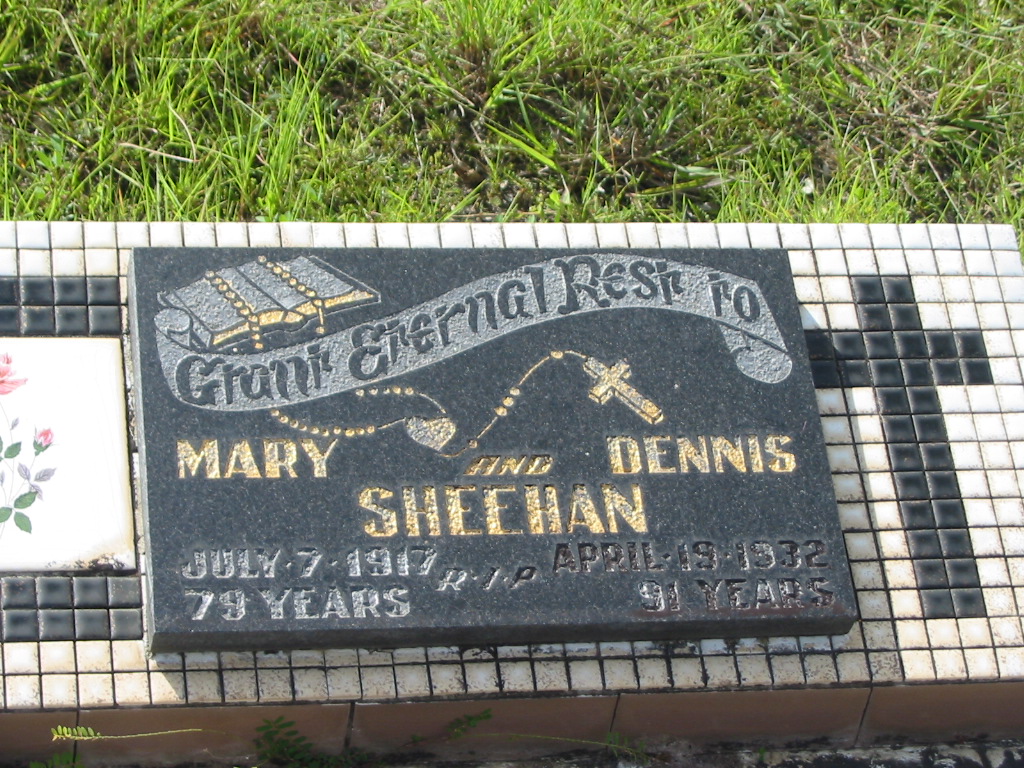 Grant Eternal Rest to
MARY AND DENNIS
SHEEHAN
JULY·7·1917 R·I·P APRIL·19·1932
79 YEARS 91 YEARS